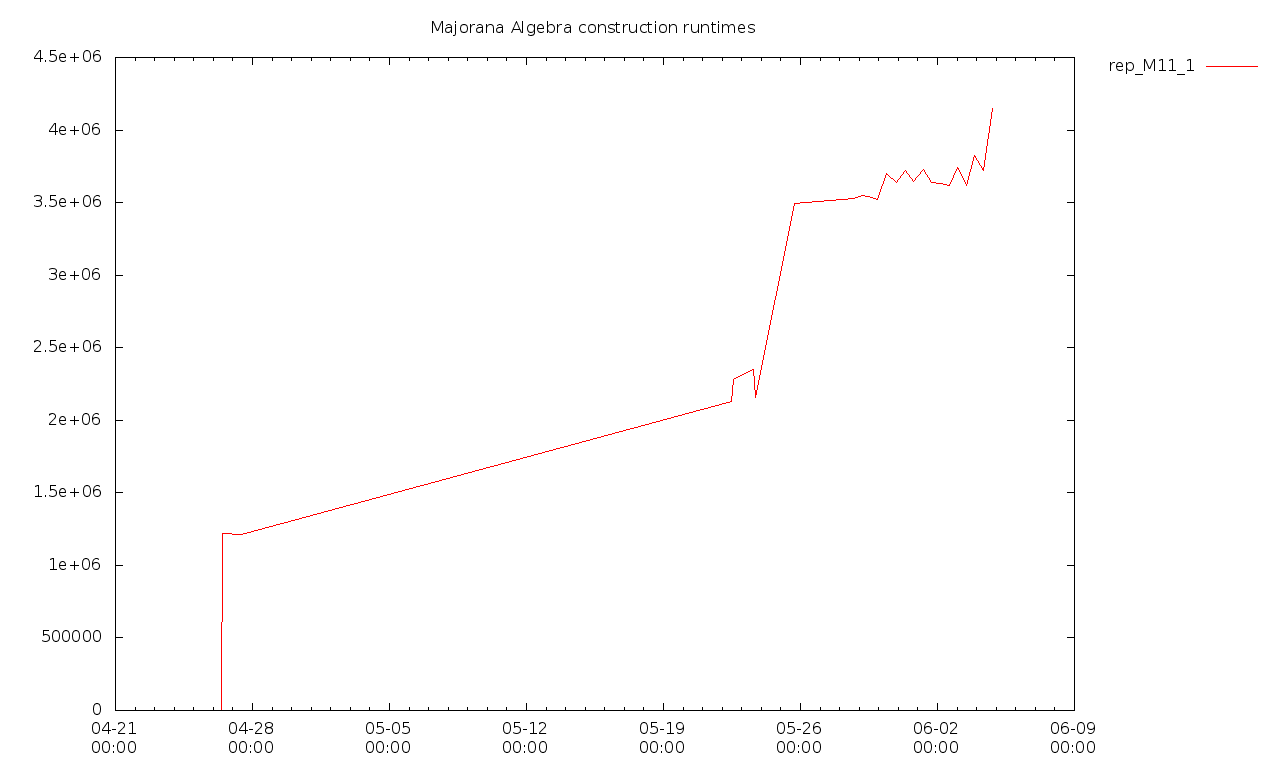 Majorana Algebra construction runtimes
rep_M11_1
4.5e+06
4e+06
3.5e+06
3e+06
2.5e+06
2e+06
1.5e+06
1e+06
500000
0
04-21 04-28 05-05 05-12 05-19 05-26 06-02 06-09
00:00 00:00 00:00 00:00 00:00 00:00 00:00 00:00